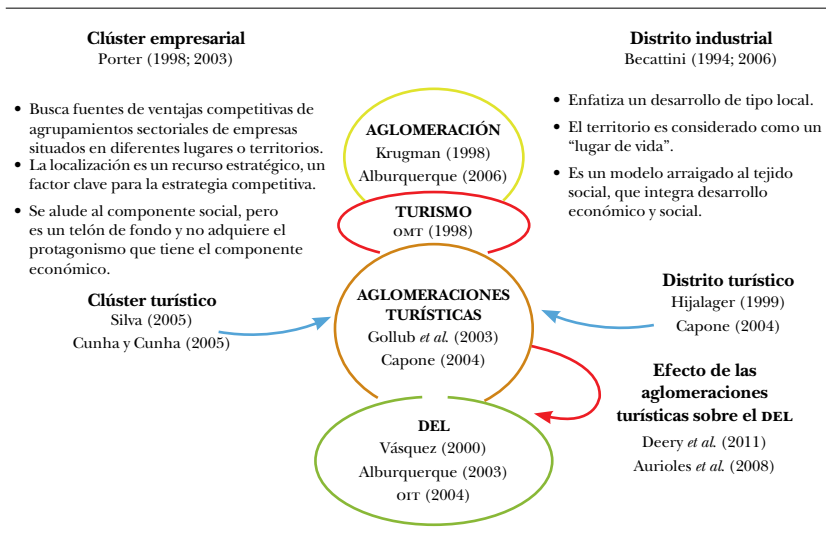 Clúster empresarial
Porter (1998; 2003)
• Busca fuentes de ventajas competitivas de
agrupamientos sectoriales de empresas
situados en diferentes lugares o territorios.
• La localización es un recurso estratégico, un
factor clave para la estrategia competitiva.
• Se alude al componente social, pero
es un telón de fondo y no adquiere el
protagonismo que tiene el componente
económico.
Distrito industrial
Becattini (1994; 2006)
• Enfatiza un desarrollo de tipo local.
• El territorio es considerado como un
“lugar de vida”.
• Es un modelo arraigado al tejido
social, que integra desarrollo
económico y social.
AGLOMERACIÓN
Krugman (1998)
Alburquerque (2006)
TURISMO
OMT (1998)
Clúster turístico
Silva (2005)
Cunha y Cunha (2005)
AGLOMERACIONES
TURÍSTICAS
Gollub et al. (2003)
Capone (2004)
Distrito turístico
Hijalager (1999)
Capone (2004)
Efecto de las
aglomeraciones
turísticas sobre el DEL
Deery et al. (2011)
Aurioles et al. (2008)
DEL
Vásquez (2000)
Alburquerque (2003)
OIT (2004)